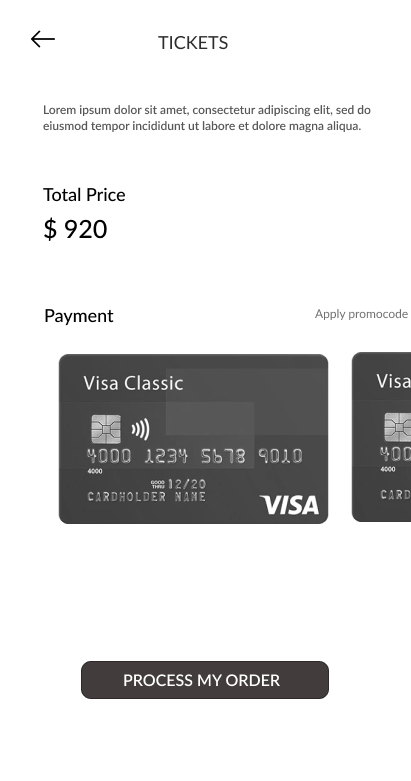 TICKETS
Lorem ipsum dolor sit amet, consectetur adipiscing elit, sed do
eiusmod tempor incididunt ut labore et dolore magna aliqua.
Total Price
$ 920
Payment
Apply promocode
Visa Classic
4000 1234 5678 9010
4000
GOOD
THRU 12/20
CARDHOLDER NAME
VISA
Visa
400
4000
CARD
PROCESS MY ORDER